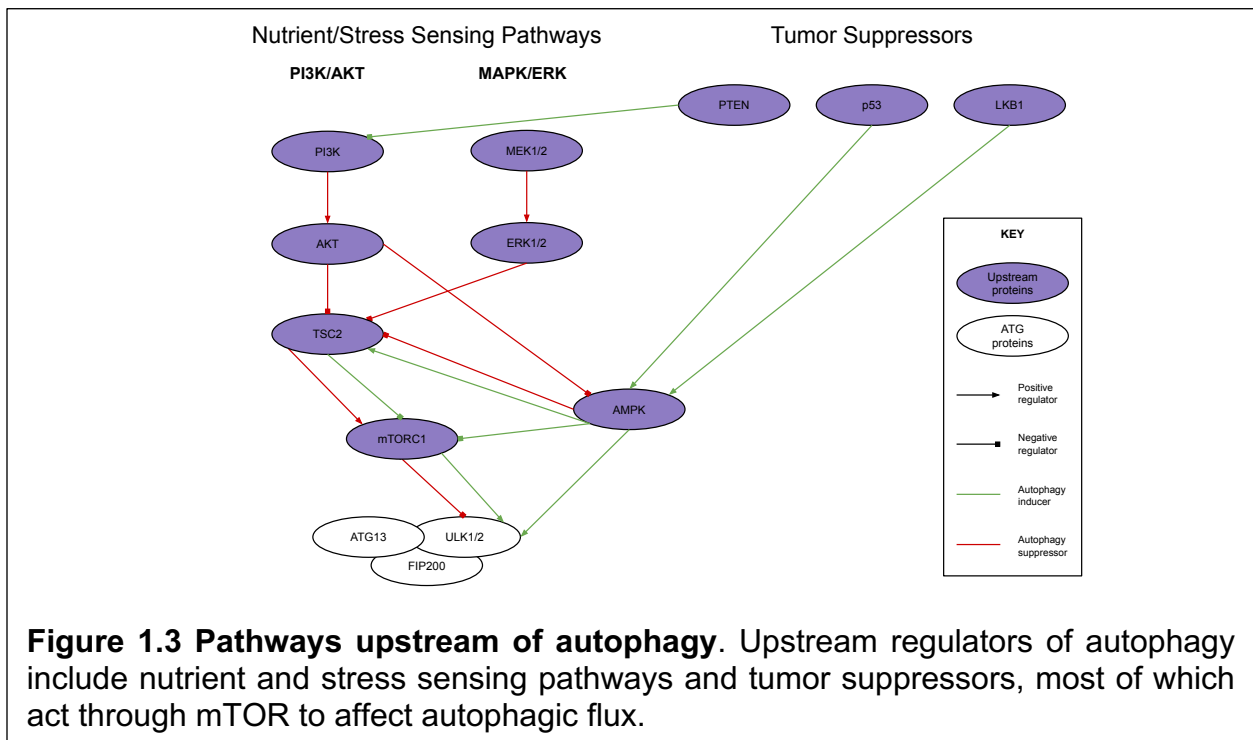 Nutrient/Stress Sensing Pathways
Tumor Suppressors
PI3K/AKT
MAPK/ERK
PTEN
p53
LKB1
PI3K
MEK1/2
AKT
ERK1/2
TSC2
AMPK
mTORC1
ATG13
ULK1/2
FIP200
KEY
Upstream
proteins
ATG
proteins
Positive
regulator
Negative
regulator
Autophagy
inducer
Autophagy
suppressor
Figure 1.3 Pathways upstream of autophagy. Upstream regulators of autophagy
include nutrient and stress sensing pathways and tumor suppressors, most of which
act through mTOR to affect autophagic flux.